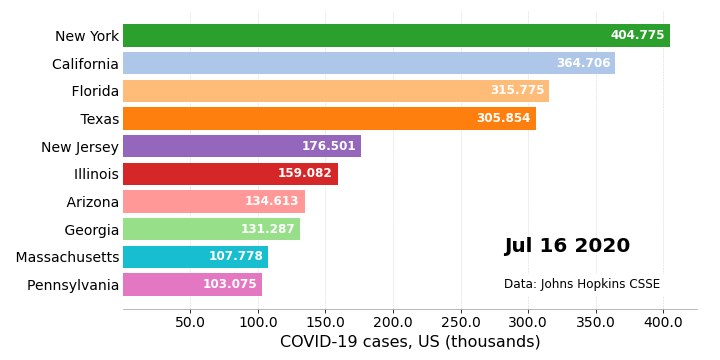 New York 404.775
California 364.706
Florida 315.775
Texas 305.854
New Jersey 176.501
Illinois 159.082
Arizona 134.613
Georgia 131.287
Massachusetts 107.778
Pennsylvania 103.075
Jul 16 2020
Data: Johns Hopkins CSSE
50.0 100.0 150.0 200.0 250.0 300.0 350.0 400.0
COVID-19 cases, US (thousands)